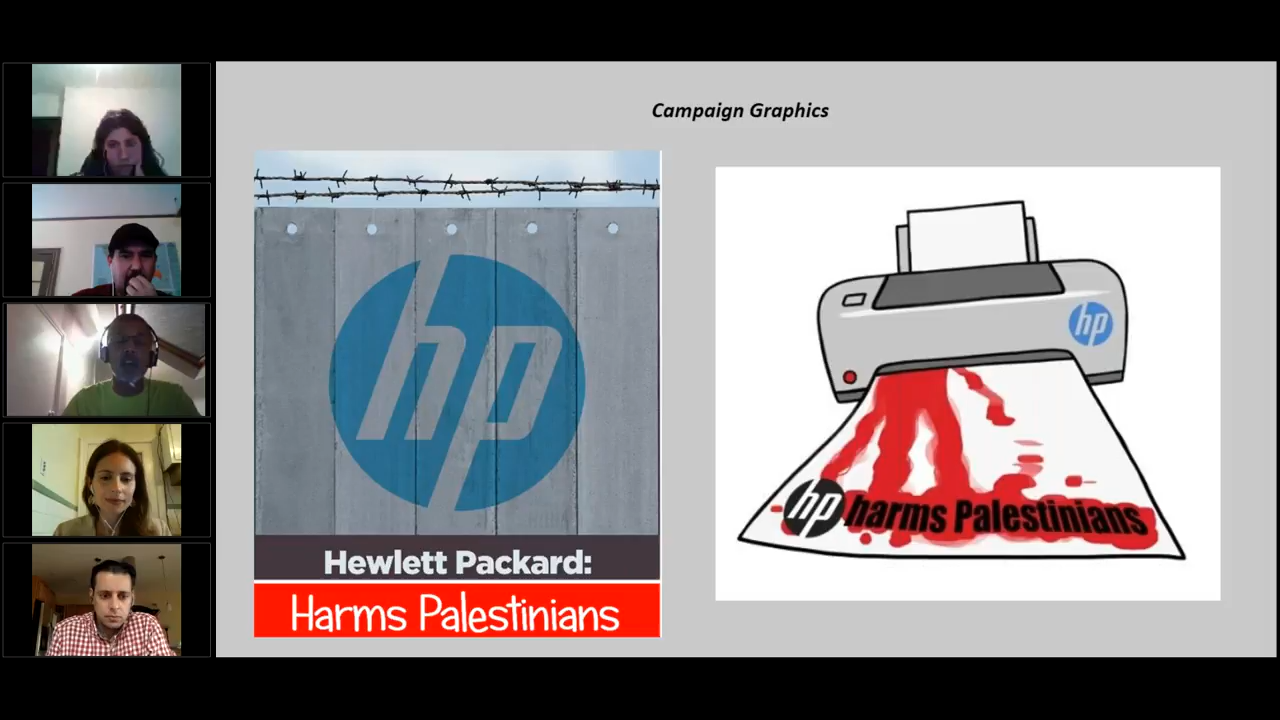 Campaign Graphics
hp
Hewlett Packard:
Harms Palestinians
hp
hp harms Palestinians